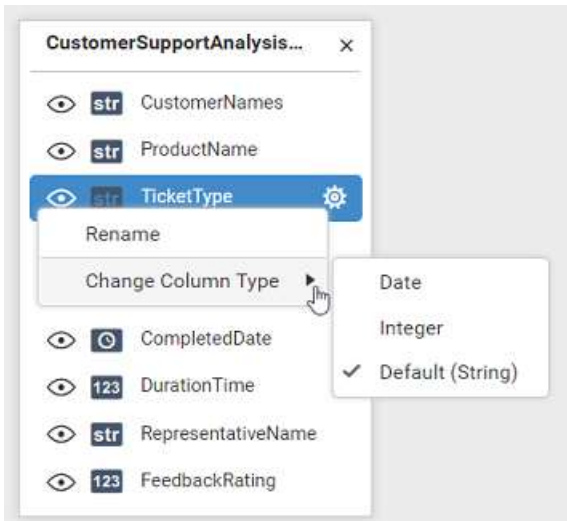 CustomerSupportAnalysis...
str CustomerNames
str ProductName
str TicketType
Rename
Change Column Type
Date
Integer
Default (String)
CompletedDate
123 DurationTime
str RepresentativeName
123 FeedbackRating